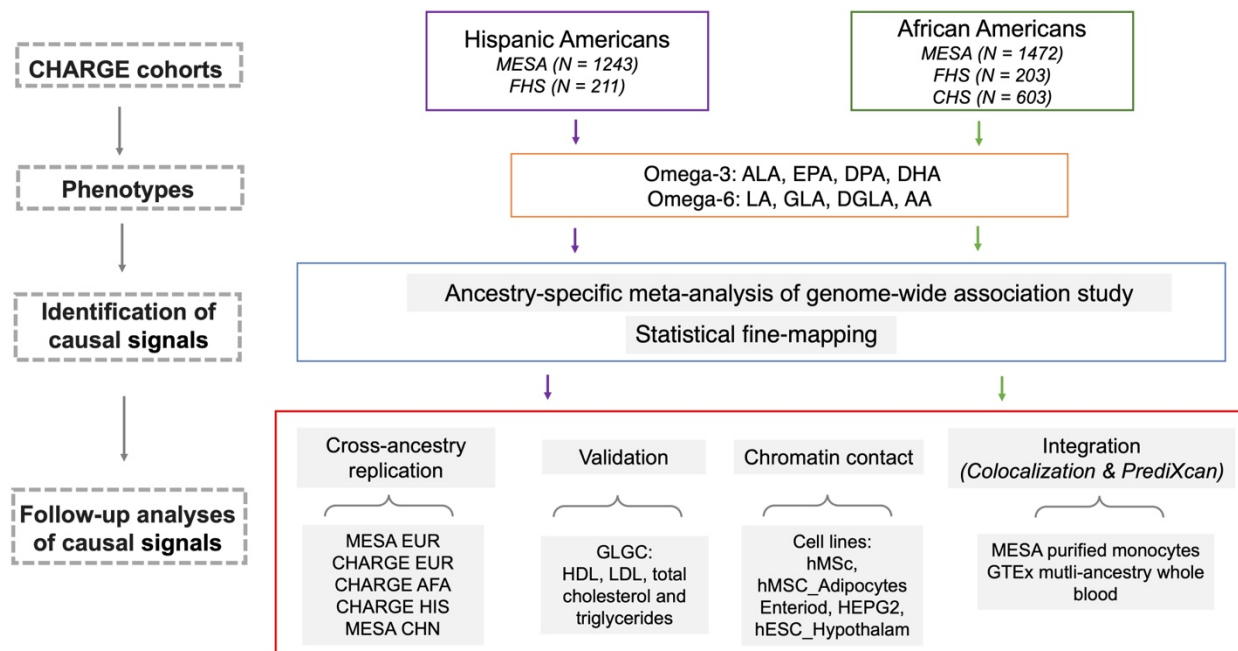 CHARGE cohorts
Hispanic Americans
MESA (N = 1243)
FHS (N = 211)
African Americans
MESA (N = 1472)
FHS (N = 203)
CHS (N = 603)
Phenotypes
Omega-3: ALA, EPA, DPA, DHA
Omega-6: LA, GLA, DGLA, AA
Identification of
causal signals
Ancestry-specific meta-analysis of genome-wide association study
Statistical fine-mapping
Follow-up analyses
of causal signals
Cross-ancestry
replication
MESA EUR
CHARGE EUR
CHARGE AFA
CHARGE HIS
MESA CHN
Validation
GLGC:
HDL, LDL, total
cholesterol and
triglycerides
Chromatin contact
Cell lines:
hMSc,
hMSC_Adipocytes
Enteriod, HEPG2,
hESC_Hypothalam
Integration
(Colocalization & PrediXcan)
MESA purified monocytes
GTEx mutli-ancestry whole
blood